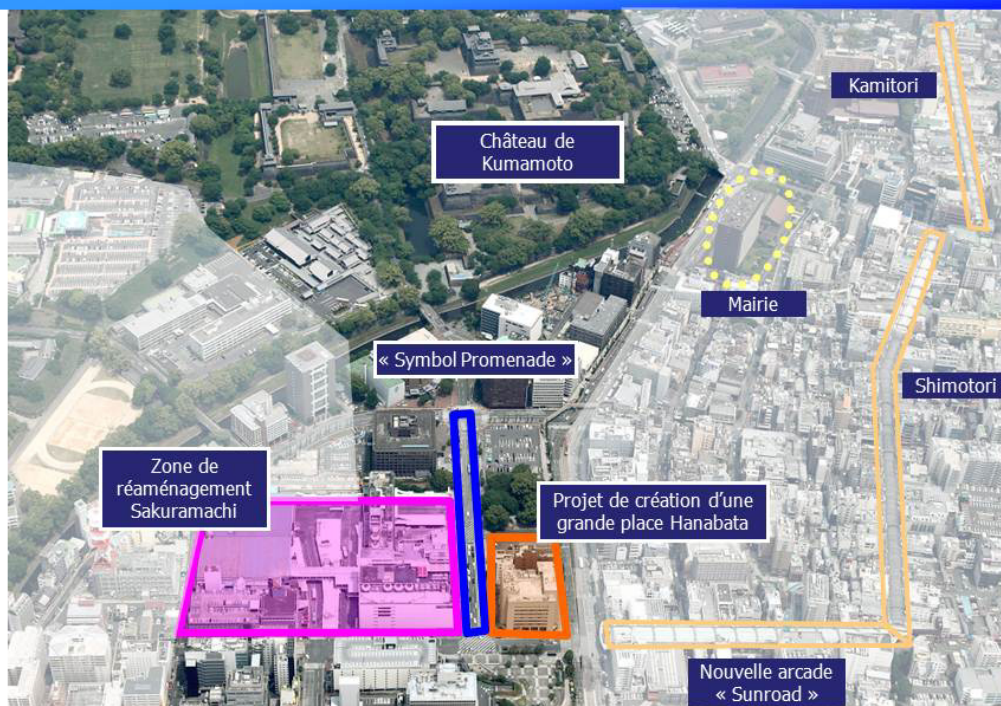 Kamitori
Château de
Kumamoto
Mairie
« Symbol Promenade »
Shimotori
Zone de
réaménagement
Sakuramachi
Projet de création d’une
grande place Hanabata
Nouvelle arcade
« Sunroad »